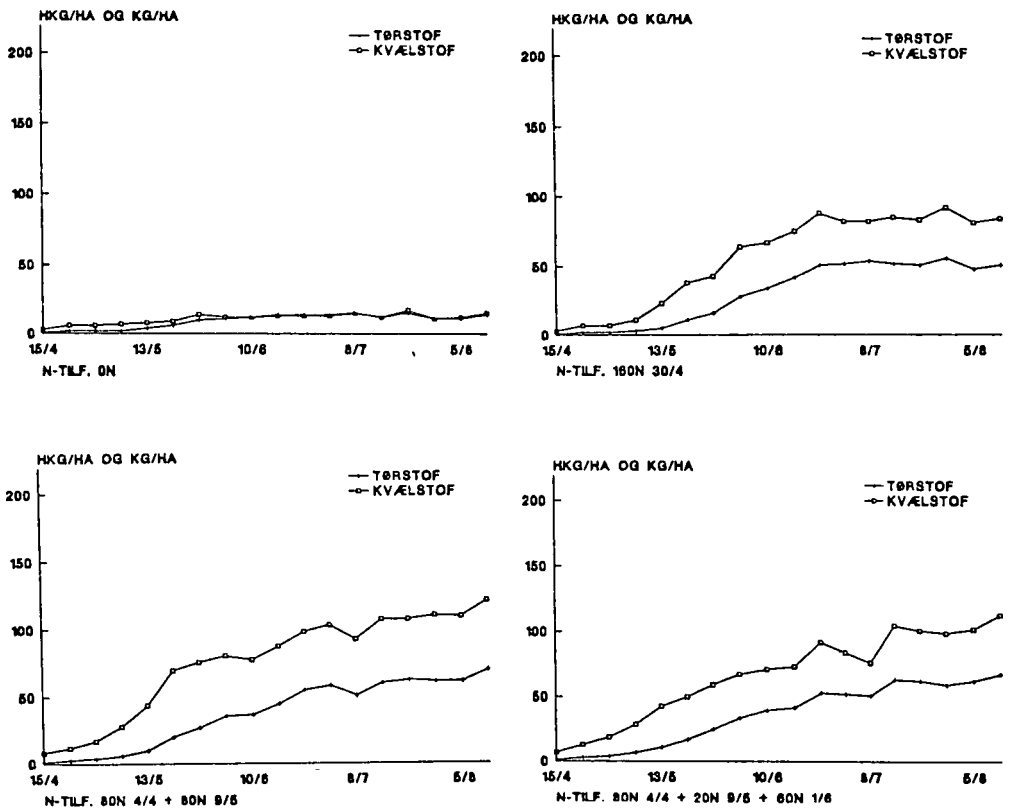 HKG/HA OG KG/HA
TØRSTOF
KVÆLSTOF
200
150
100
50
0
15/4 13/5 10/6 8/7 5/8
N-TILF. 0N
HKG/HA OG KG/HA
TØRSTOF
KVÆLSTOF
200
150
100
50
0
15/4 13/5 10/6 8/7 5/8
N-TILF. 160N 30/4
HKG/HA OG KG/HA
TØRSTOF
KVÆLSTOF
200
150
100
50
0
15/4 13/5 10/6 8/7 5/8
N-TILF. 80N 4/4 + 80N 9/5
HKG/HA OG KG/HA
TØRSTOF
KVÆLSTOF
200
150
100
50
0
15/4 13/5 10/6 8/7 5/8
N-TILF. 80N 4/4 + 20N 9/5 + 60N 1/6